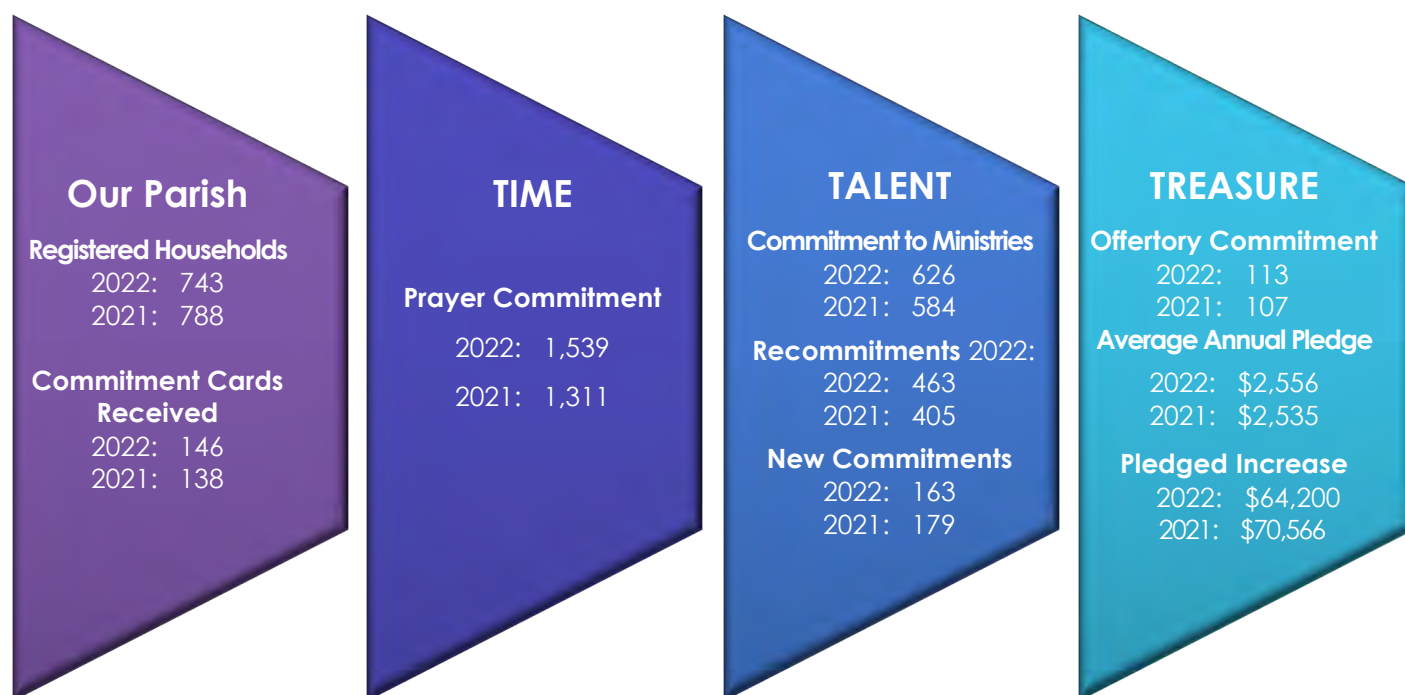 Our Parish
Registered Households
2022: 743
2021: 788
Commitment Cards
Received
2022: 146
2021: 138
TIME
Prayer Commitment
2022: 1,539
2021: 1,311
TALENT
Commitment to Ministries
2022: 626
2021: 584
Recommitments 2022:
2022: 463
2021: 405
New Commitments
2022: 163
2021: 179
TREASURE
Offertory Commitment
2022: 113
2021: 107
Average Annual Pledge
2022: $2,556
2021: $2,535
Pledged Increase
2022: $64,200
2021: $70,566